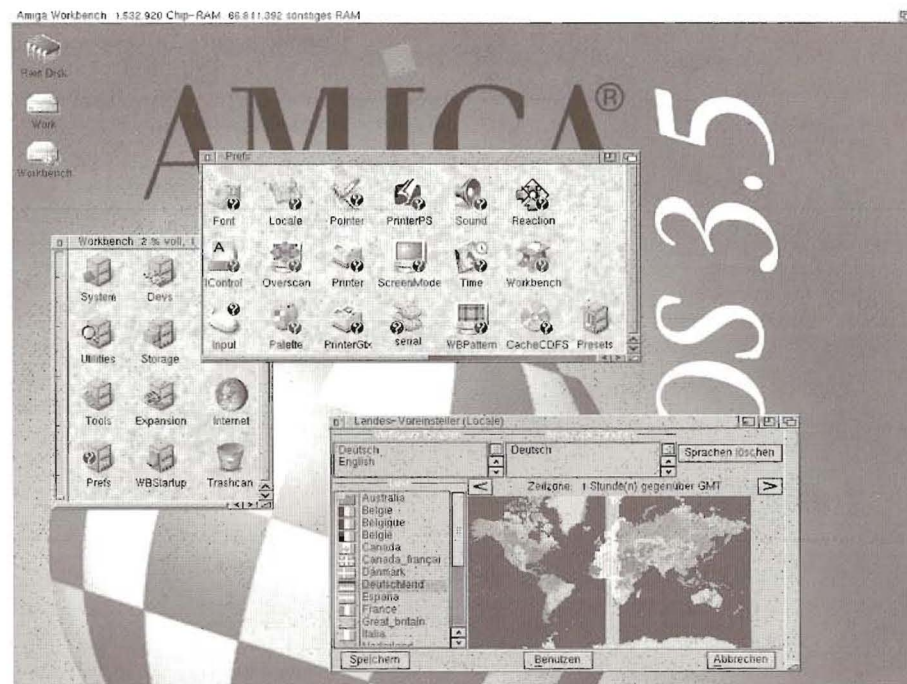 Amiga Workbench 1.532.920 Chip-RAM 66.811.392 sonstiges RAM
Ram Disk
Work
Workbench
AMIGA®
OS 3.5
Prefs
Font Locale Pointer PrinterPS Sound Reaction
IControl Overscan Printer ScreenMode Time Workbench
Input Palette PrinterGfx serial WBPattern CacheCDFS Presets
Workbench 2 % voll, 1
System Devs
Utilities Storage
Tools Expansion Internet
Prefs WBStartup Trashcan
Landes-Voreinsteller (Locale)
Deutsch
English
Deutsch
Sprachen löschen
Zeitzone: 1 Stunde(n) gegenüber GMT
Australia
België
Belgique
Belgie
Canada
Canada_françai
Danmark
Deutschland
España
France
Great_britain
Italia
Speichern Benutzen Abbrechen